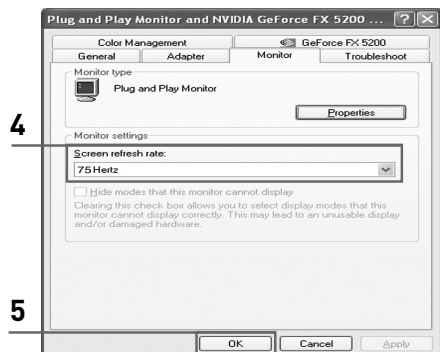 Plug and Play Monitor and NVIDIA GeForce FX 5200 ...
Color Management
GeForce FX 5200
General
Adapter
Monitor
Troubleshoot
Monitor type
Plug and Play Monitor
Properties
4
Monitor settings
Screen refresh rate:
75 Hertz
Hide modes that this monitor cannot display
Clearing this check box allows you to select display modes that this
monitor cannot display correctly. This may lead to an unusable display
and/or damaged hardware.
5
OK
Cancel
Apply